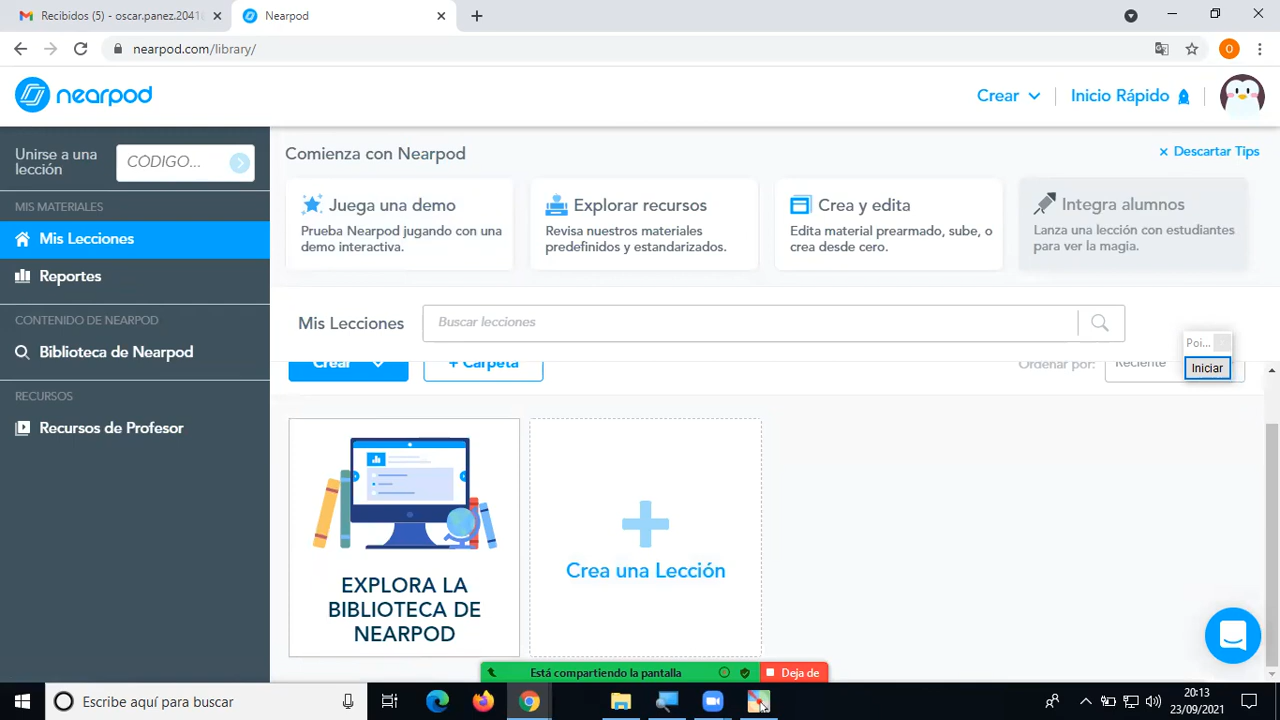 Recibidos (5) - oscar.panez.2041
Nearpod
nearpod.com/library/
O
nearpod
Crear
Inicio Rápido
Unirse a una lección
CODIGO...
MIS MATERIALES
Mis Lecciones
Reportes
CONTENIDO DE NEARPOD
Biblioteca de Nearpod
RECURSOS
Recursos de Profesor
Comienza con Nearpod
Descartar Tips
Juega una demo
Prueba Nearpod jugando con una
demo interactiva.
Explorar recursos
Revisa nuestros materiales
predefinidos y estandarizados.
Crea y edita
Edita material prearmado, sube, o
crea desde cero.
Integra alumnos
Lanza una lección con estudiantes
para ver la magia.
Mis Lecciones
Buscar lecciones
Poi...
Iniciar
Crear
+ Carpeta
Ordenar por:
Reciente
EXPLORA LA
BIBLIOTECA DE
NEARPOD
Crea una Lección
Está compartiendo la pantalla
Deja de
Escribe aquí para buscar
20:13
23/09/2021